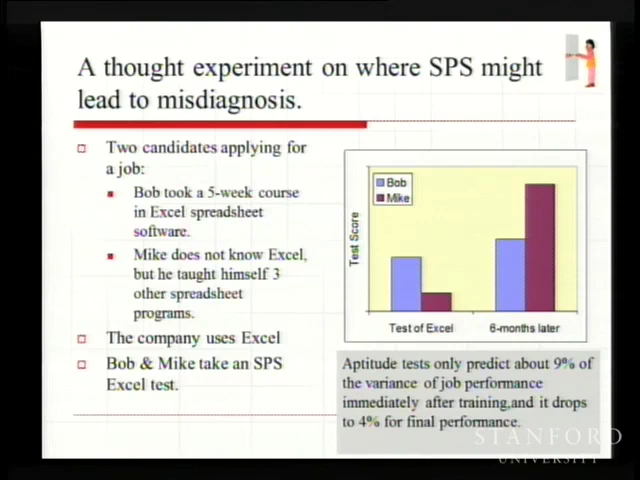 A thought experiment on where SPS might
lead to misdiagnosis.
Two candidates applying for
a job:
Bob took a 5-week course
in Excel spreadsheet
software.
Mike does not know Excel,
but he taught himself 3
other spreadsheet
programs.
The company uses Excel
Bob & Mike take an SPS
Excel test.
Bob
Mike
Test Score
Test of Excel
6-months later
Aptitude tests only predict about 9% of
the variance of job performance
immediately after training,and it drops
to 4% for final performance.
STANFORD
UNIVERSITY